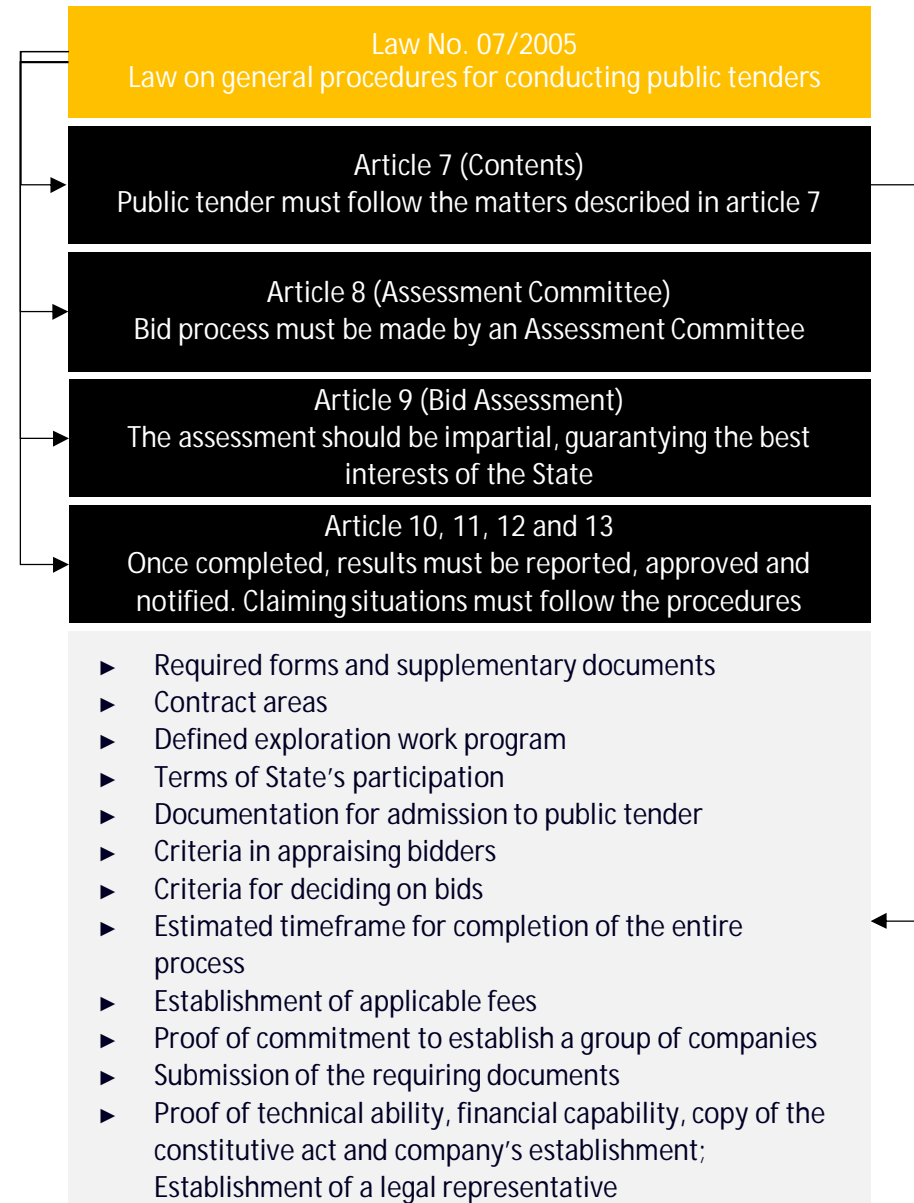 Law No. 07/2005
Law on general procedures for conducting public tenders
Article 7 (Contents)
Public tender must follow the matters described in article 7
Article 8 (Assessment Committee)
Bid process must be made by an Assessment Committee
Article 9 (Bid Assessment)
The assessment should be impartial, guarantying the best
interests of the State
Article 10, 11, 12 and 13
Once completed, results must be reported, approved and
notified. Claiming situations must follow the procedures
► Required forms and supplementary documents
► Contract areas
► Defined exploration work program
► Terms of State's participation
► Documentation for admission to public tender
► Criteria in appraising bidders
► Criteria for deciding on bids
► Estimated timeframe for completion of the entire
process
► Establishment of applicable fees
► Proof of commitment to establish a group of companies
► Submission of the requiring documents
► Proof of technical ability, financial capability, copy of the
constitutive act and company's establishment;
Establishment of a legal representative